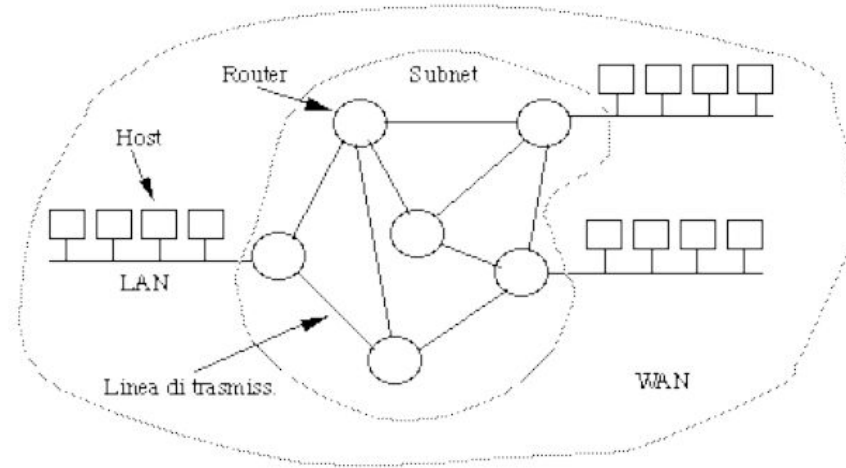 Router
Subnet
Host
LAN
Linea di trasmiss.
WAN